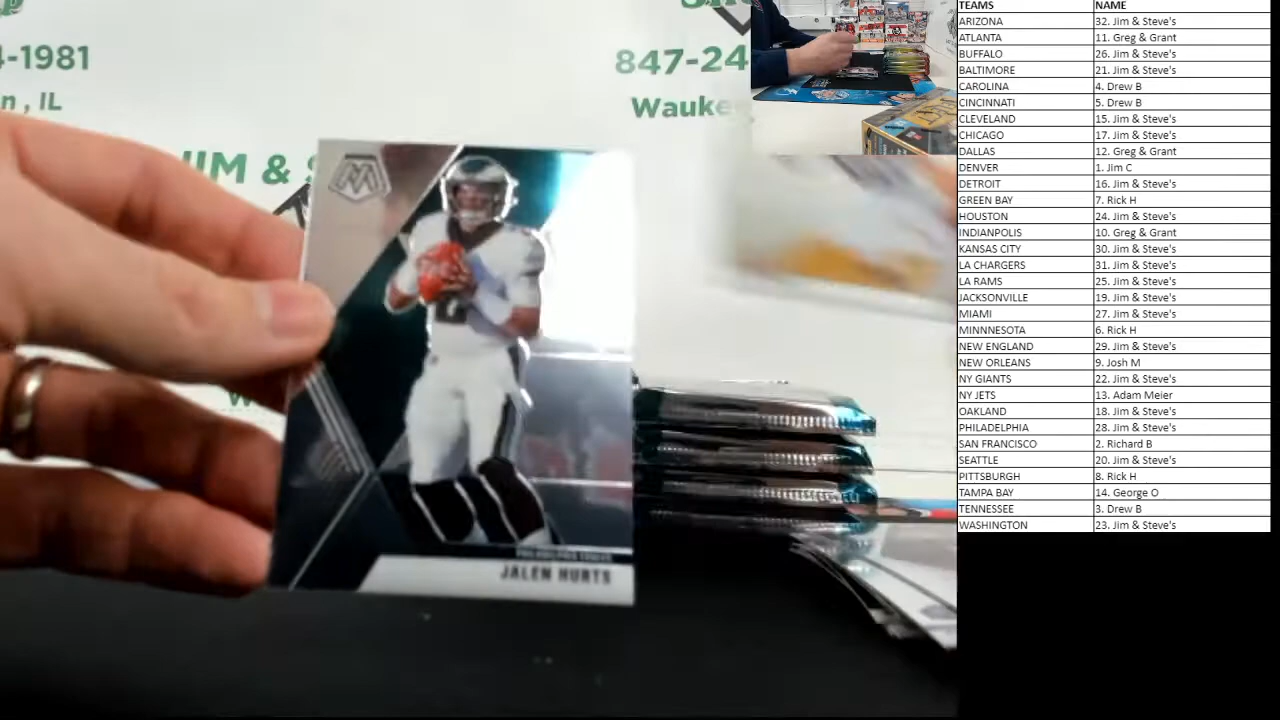 4-1981
n , IL
JIM & S
847-24
Wauke
M
JALEN HURTS
TEAMS NAME
ARIZONA 32. Jim & Steve's
ATLANTA 11. Greg & Grant
BUFFALO 26. Jim & Steve's
BALTIMORE 21. Jim & Steve's
CAROLINA 4. Drew B
CINCINNATI 5. Drew B
CLEVELAND 15. Jim & Steve's
CHICAGO 17. Jim & Steve's
DALLAS 12. Greg & Grant
DENVER 1. Jim C
DETROIT 16. Jim & Steve's
GREEN BAY 7. Rick H
HOUSTON 24. Jim & Steve's
INDIANPOLIS 10. Greg & Grant
KANSAS CITY 30. Jim & Steve's
LA CHARGERS 31. Jim & Steve's
LA RAMS 25. Jim & Steve's
JACKSONVILLE 19. Jim & Steve's
MIAMI 27. Jim & Steve's
MINNNESOTA 6. Rick H
NEW ENGLAND 29. Jim & Steve's
NEW ORLEANS 9. Josh M
NY GIANTS 22. Jim & Steve's
NY JETS 13. Adam Meier
OAKLAND 18. Jim & Steve's
PHILADELPHIA 28. Jim & Steve's
SAN FRANCISCO 2. Richard B
SEATTLE 20. Jim & Steve's
PITTSBURGH 8. Rick H
TAMPA BAY 14. George O
TENNESSEE 3. Drew B
WASHINGTON 23. Jim & Steve's